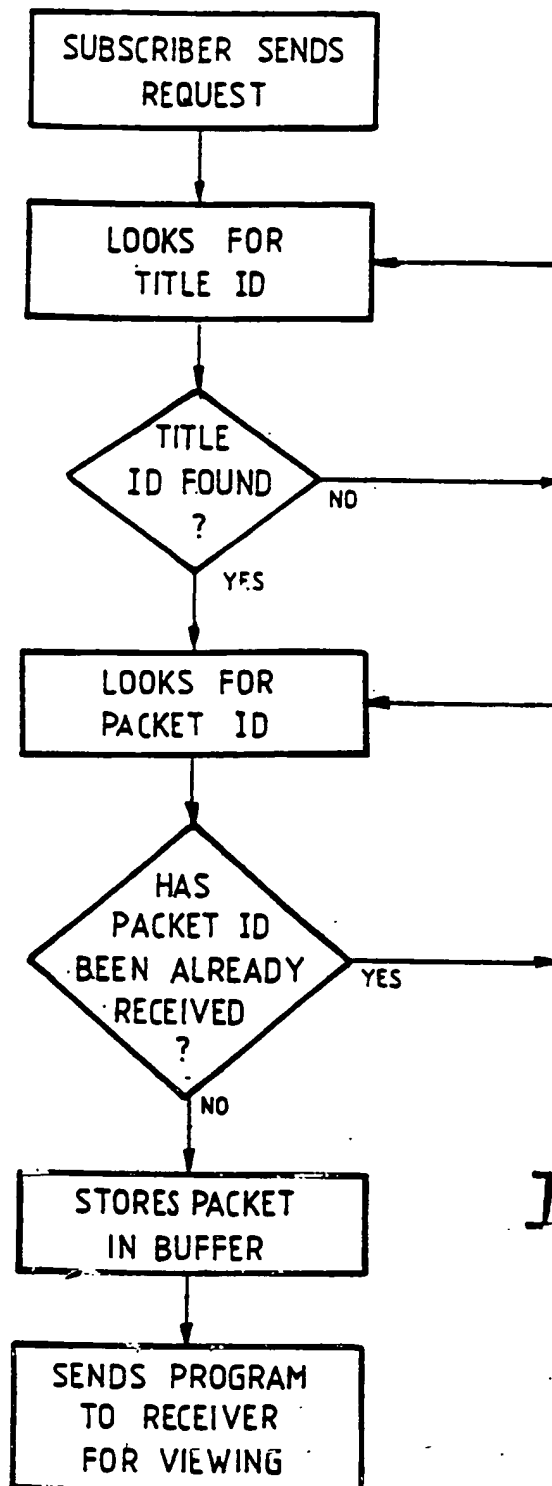 SUBSCRIBER SENDS
REQUEST
LOOKS FOR
TITLE ID
TITLE
ID FOUND
?
NO
YES
LOOKS FOR
PACKET ID
HAS
PACKET ID
BEEN ALREADY
RECEIVED
?
YES
NO
STORES PACKET
IN BUFFER
SENDS PROGRAM
TO RECEIVER
FOR VIEWING